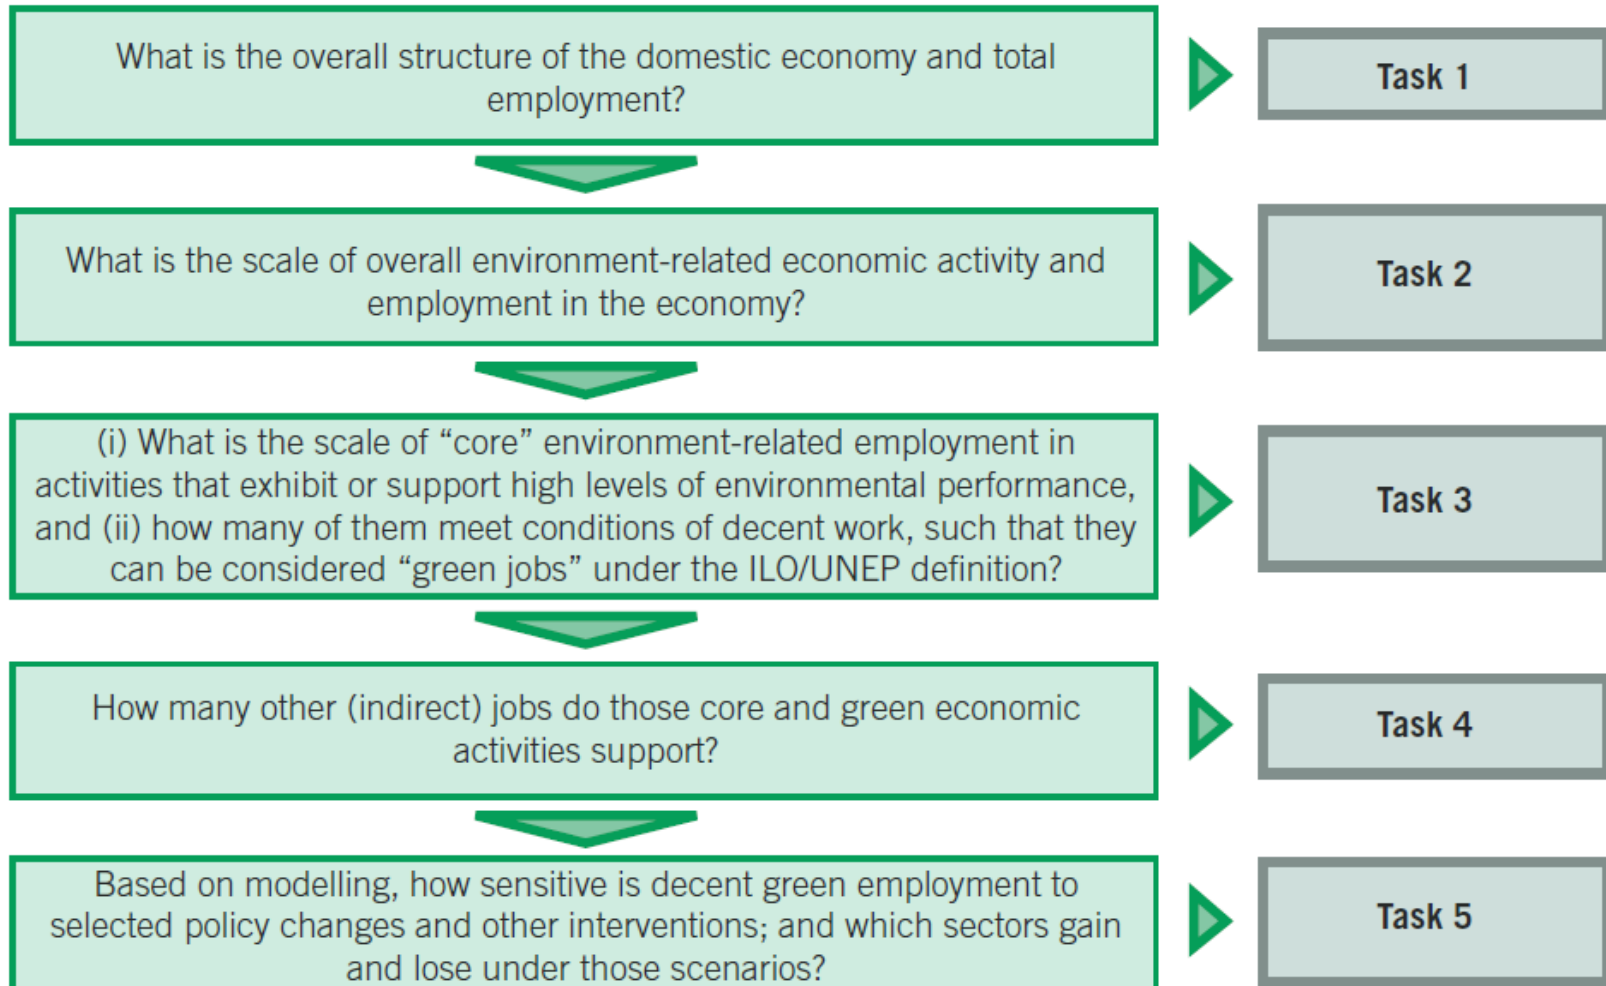 What is the overall structure of the domestic economy and total
employment?
Task 1
What is the scale of overall environment-related economic activity and
employment in the economy?
Task 2
(i) What is the scale of “core” environment-related employment in
activities that exhibit or support high levels of environmental performance,
and (ii) how many of them meet conditions of decent work, such that they
can be considered “green jobs” under the ILO/UNEP definition?
Task 3
How many other (indirect) jobs do those core and green economic
activities support?
Task 4
Based on modelling, how sensitive is decent green employment to
selected policy changes and other interventions; and which sectors gain
and lose under those scenarios?
Task 5